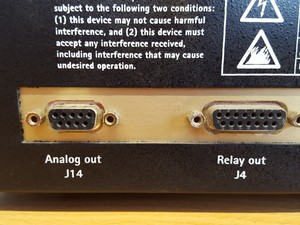 subject to the following two conditions:
(1) this device may not cause harmful
interference, and (2) this device must
accept any interference received,
including interference that may cause
undesired operation.
Analog out
J14
Relay out
J4